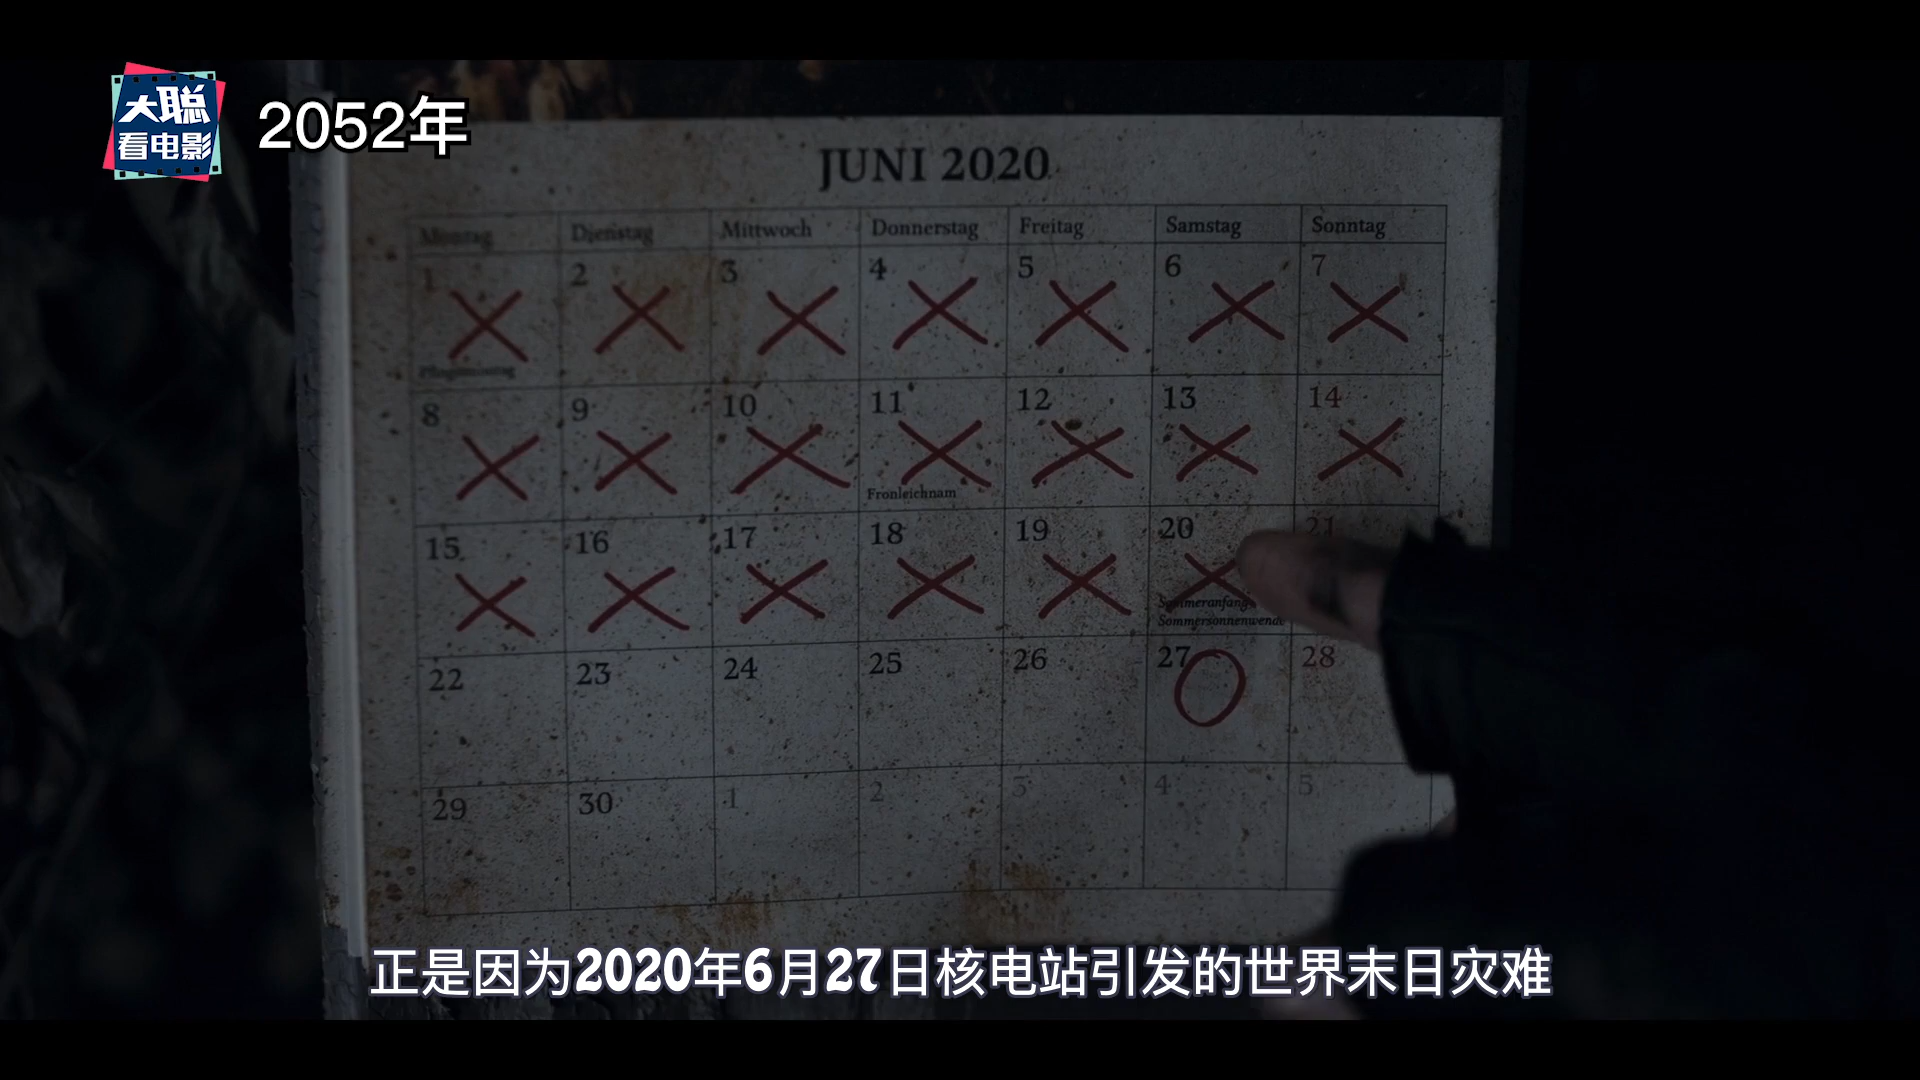 大聪
看电影
2052年
JUNI 2020
Montag Dienstag Mittwoch Donnerstag Freitag Samstag Sonntag
1 2 3 4 5 6 7
8 9 10 11 12 13 14
Fronleichnam
15 16 17 18 19 20 21
Sommeranfang
Sommersonnenwende
22 23 24 25 26 27 28
29 30 1 2 3 4 5
正是因为2020年6月27日核电站引发的世界末日灾难